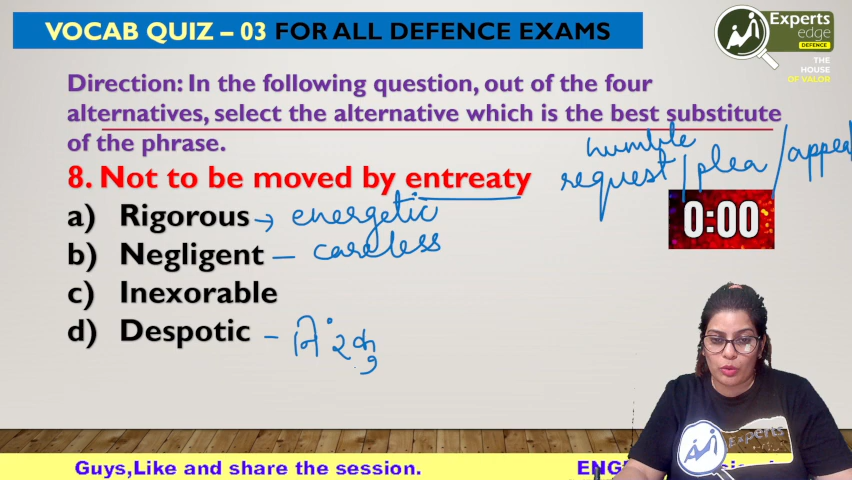 VOCAB QUIZ – 03 FOR ALL DEFENCE EXAMS
Experts
edge
DEFENCE
THE
HOUSE
OF VALOR
Direction: In the following question, out of the four
alternatives, select the alternative which is the best substitute
of the phrase.
humble
request / plea / appeal
8. Not to be moved by entreaty
a) Rigorous → energetic
b) Negligent – careless
c) Inexorable
d) Despotic –
0:00
Experts
Guys,Like and share the session.
ENG